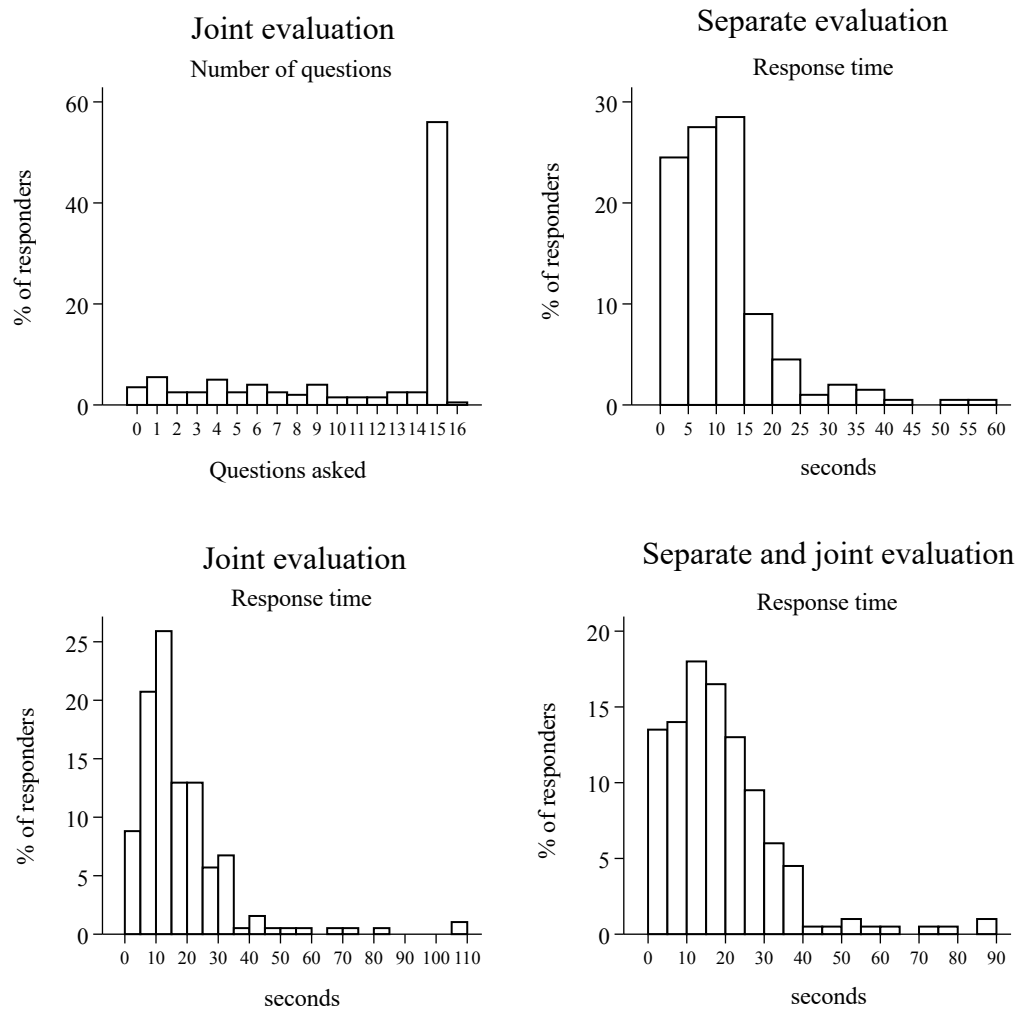 Joint evaluation
Number of questions
% of responders
60
40
20
0
0 1 2 3 4 5 6 7 8 9 10 11 12 13 14 15 16
Questions asked
Separate evaluation
Response time
% of responders
30
20
10
0
0 5 10 15 20 25 30 35 40 45 50 55 60
seconds
Joint evaluation
Response time
% of responders
25
20
15
10
5
0
0 10 20 30 40 50 60 70 80 90 100 110
seconds
Separate and joint evaluation
Response time
% of responders
20
15
10
5
0
0 10 20 30 40 50 60 70 80 90
seconds